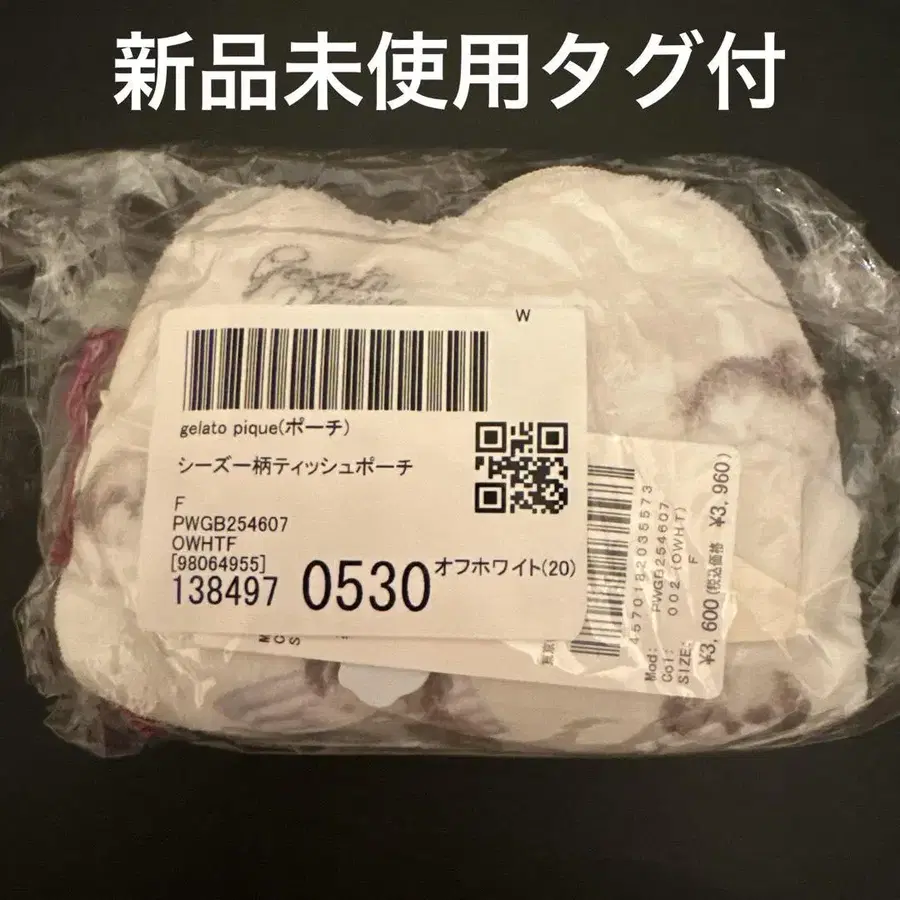 新品未使用タグ付
W
gelato pique(ポーチ)
シーズー柄ティッシュポーチ
F
PWGB254607
OWHTF
[98064955]
138497 0530 オフホワイト(20)
4570182035573
Mod: PWGB254607
Col: 002 (OWHT)
SIZE: F
¥3,600(税込価格 ¥3,960)